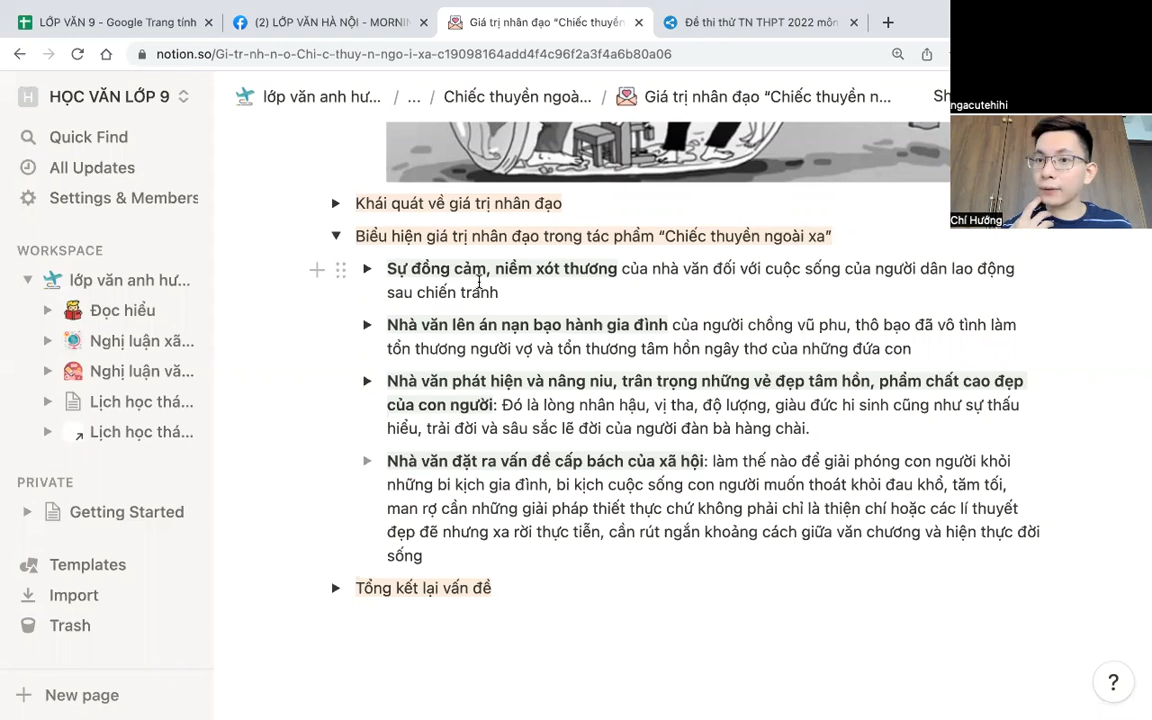 LỚP VĂN 9 - Google Trang tính
(2) LỚP VĂN HÀ NỘI - MORNIN
Giá trị nhân đạo "Chiếc thuyền
Đề thi thử TN THPT 2022 môn
notion.so/Gi-tr-nh-n-o-Chi-c-thuy-n-ngo-i-xa-c19098164add4f4c96f2a3f4a6b80a06
H HỌC VĂN LỚP 9
Quick Find
All Updates
Settings & Members
WORKSPACE
lớp văn anh hư...
Đọc hiểu
Nghị luận xã...
Nghị luận vă...
Lịch học thá...
Lịch học thá...
PRIVATE
Getting Started
Templates
Import
Trash
New page
lớp văn anh hư... / ... / Chiếc thuyền ngoà... / Giá trị nhân đạo "Chiếc thuyền n...
Sh
Khái quát về giá trị nhân đạo
Biểu hiện giá trị nhân đạo trong tác phẩm "Chiếc thuyền ngoài xa"
Sự đồng cảm, niềm xót thương của nhà văn đối với cuộc sống của người dân lao động
sau chiến tranh
Nhà văn lên án nạn bạo hành gia đình của người chồng vũ phu, thô bạo đã vô tình làm
tổn thương người vợ và tổn thương tâm hồn ngây thơ của những đứa con
Nhà văn phát hiện và nâng niu, trân trọng những vẻ đẹp tâm hồn, phẩm chất cao đẹp
của con người: Đó là lòng nhân hậu, vị tha, độ lượng, giàu đức hi sinh cũng như sự thấu
hiểu, trải đời và sâu sắc lẽ đời của người đàn bà hàng chài.
Nhà văn đặt ra vấn đề cấp bách của xã hội: làm thế nào để giải phóng con người khỏi
những bi kịch gia đình, bi kịch cuộc sống con người muốn thoát khỏi đau khổ, tăm tối,
man rợ cần những giải pháp thiết thực chứ không phải chỉ là thiện chí hoặc các lí thuyết
đẹp đẽ nhưng xa rời thực tiễn, cần rút ngắn khoảng cách giữa văn chương và hiện thực đời
sống
Tổng kết lại vấn đề
ngacutehihi
Chí Hướng
?